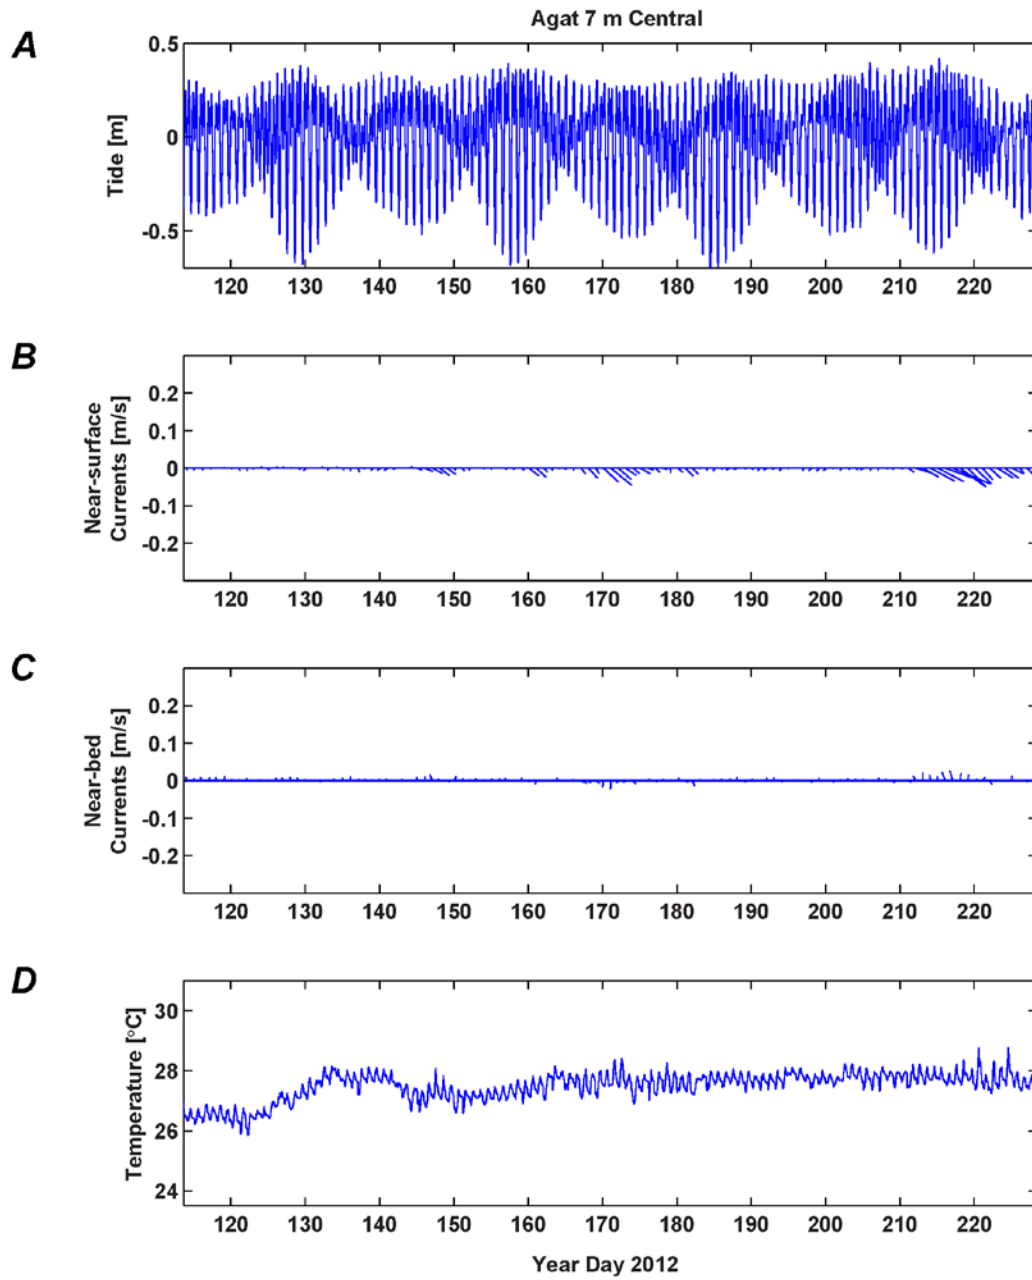 Agat 7 m Central
A
Tide [m]
0.5
0
-0.5
120 130 140 150 160 170 180 190 200 210 220
B
Near-surface
Currents [m/s]
0.2
0.1
0
-0.1
-0.2
120 130 140 150 160 170 180 190 200 210 220
C
Near-bed
Currents [m/s]
0.2
0.1
0
-0.1
-0.2
120 130 140 150 160 170 180 190 200 210 220
D
Temperature [°C]
30
28
26
24
120 130 140 150 160 170 180 190 200 210 220
Year Day 2012